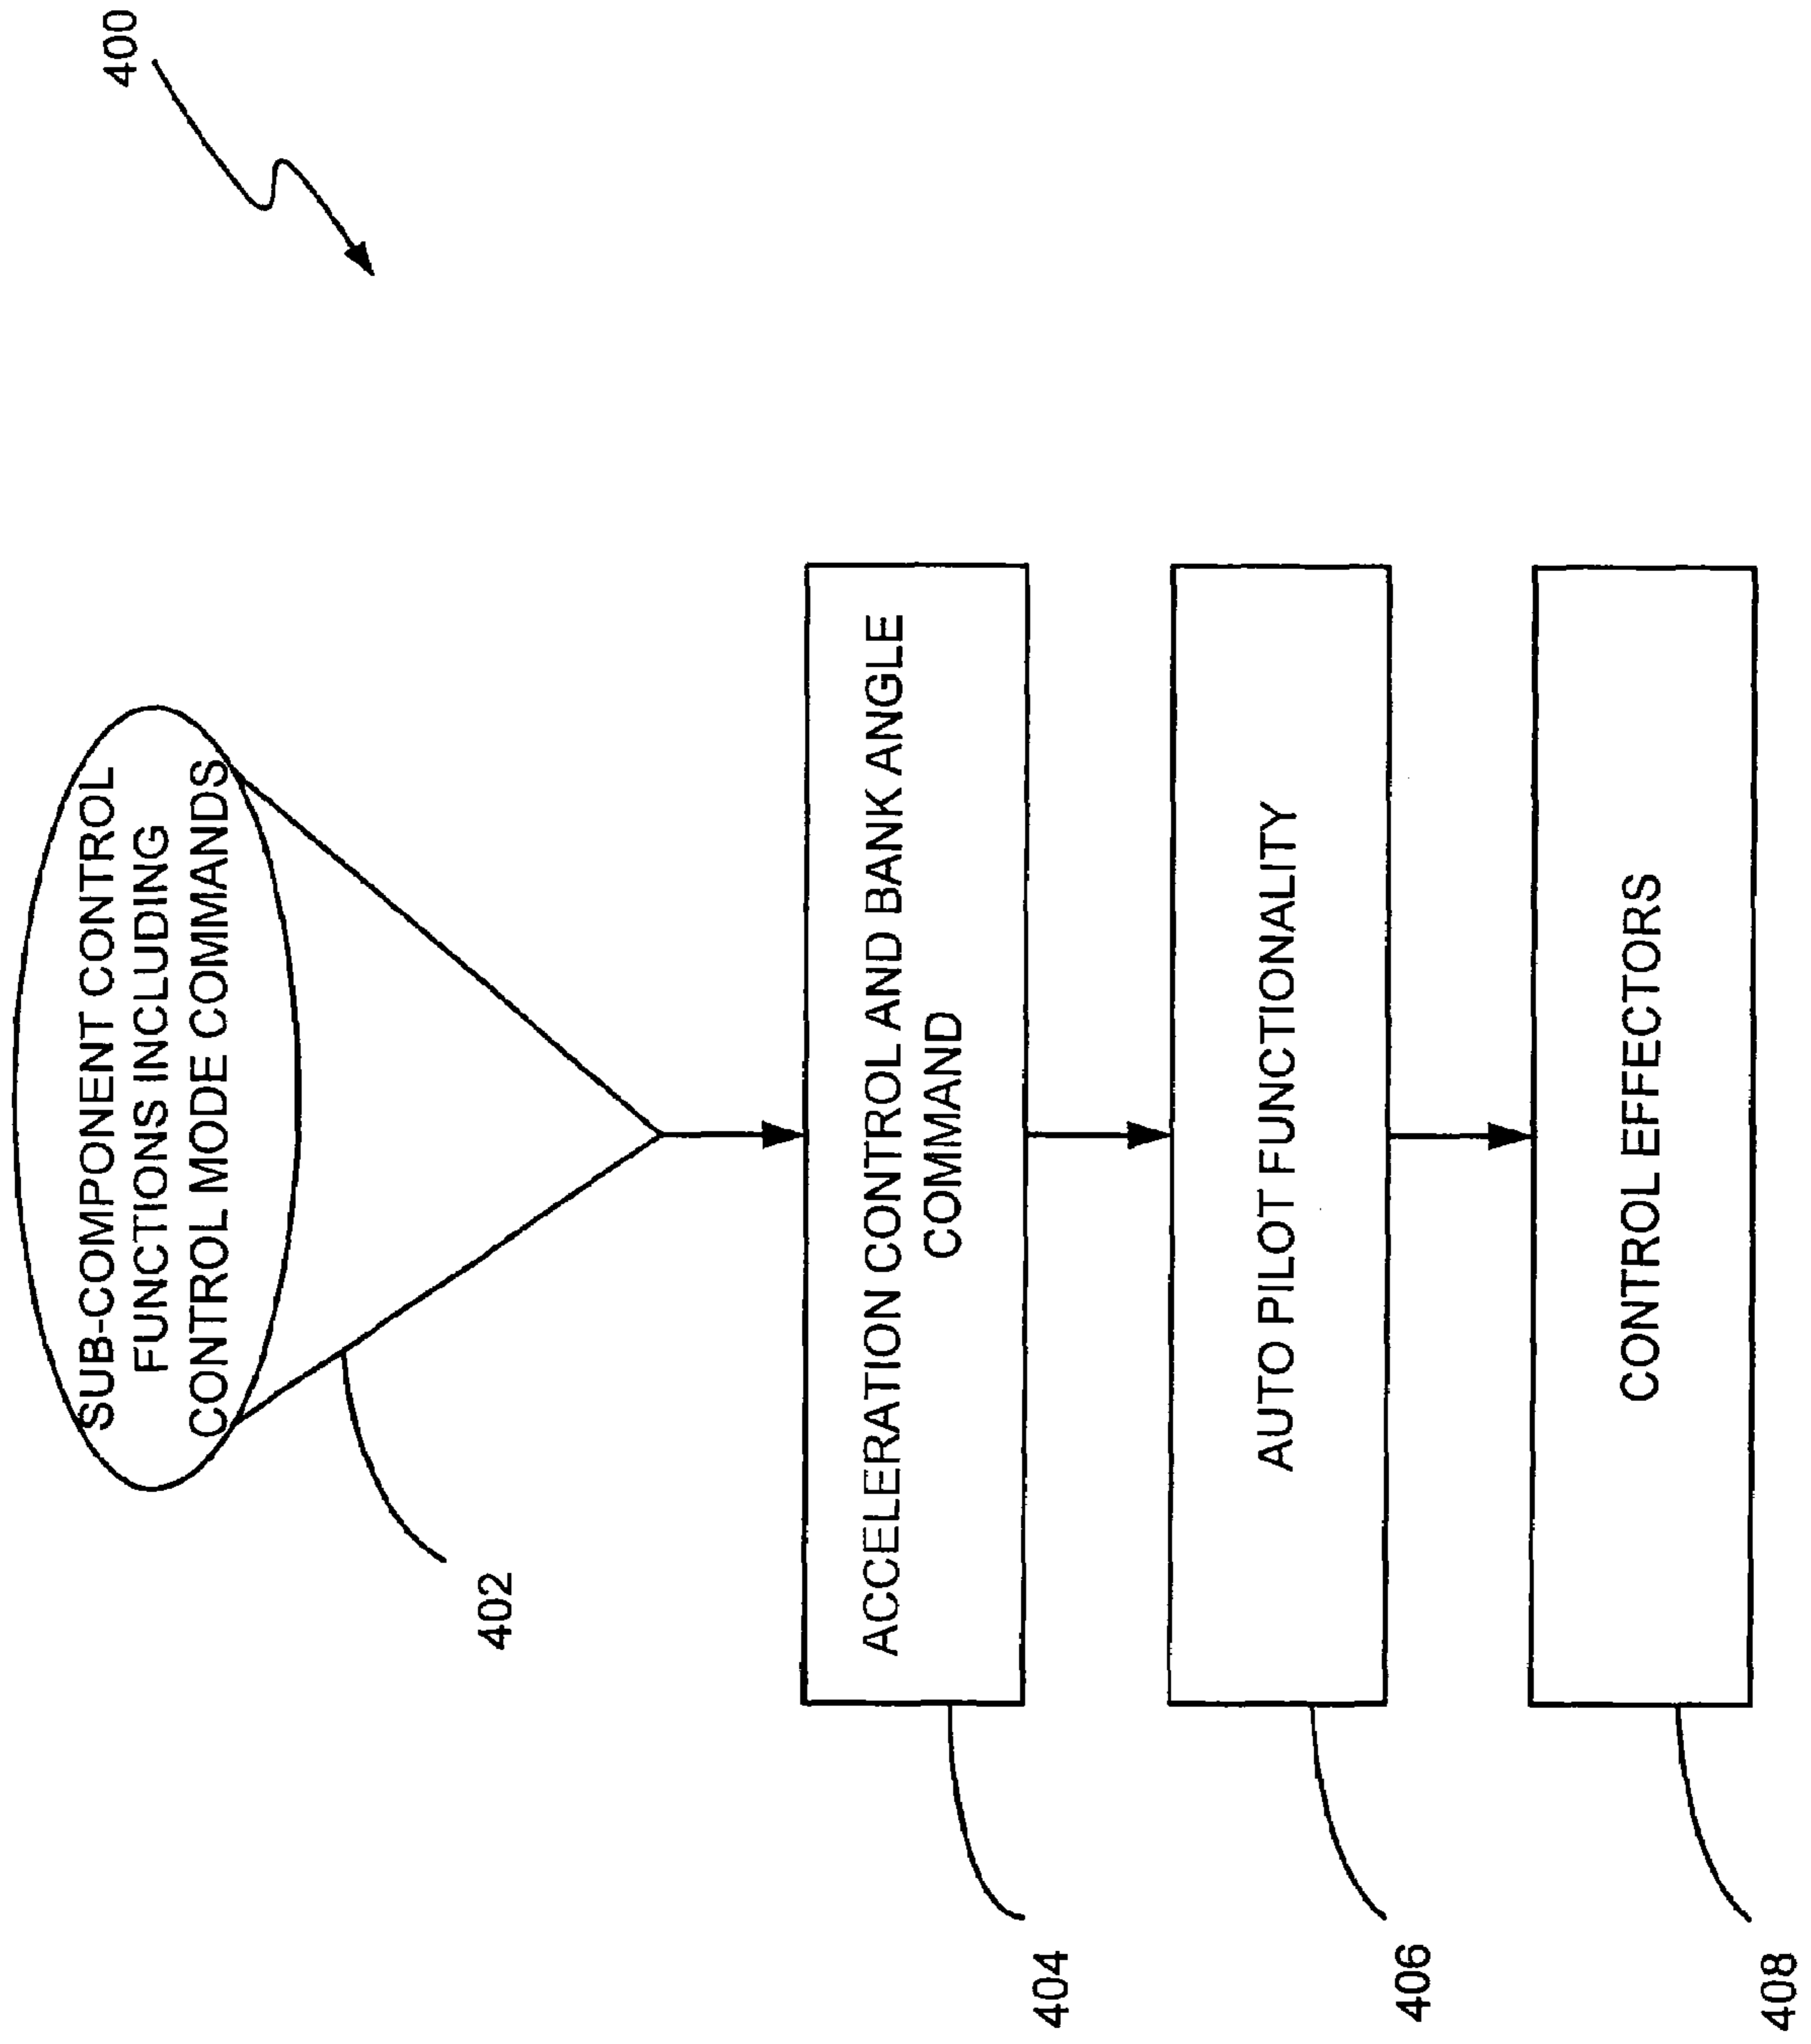 400
SUB-COMPONENT CONTROL
FUNCTIONS INCLUDING
CONTROL MODE COMMANDS
402
ACCELERATION CONTROL AND BANK ANGLE
COMMAND
404
AUTO PILOT FUNCTIONALITY
406
CONTROL EFFECTORS
408